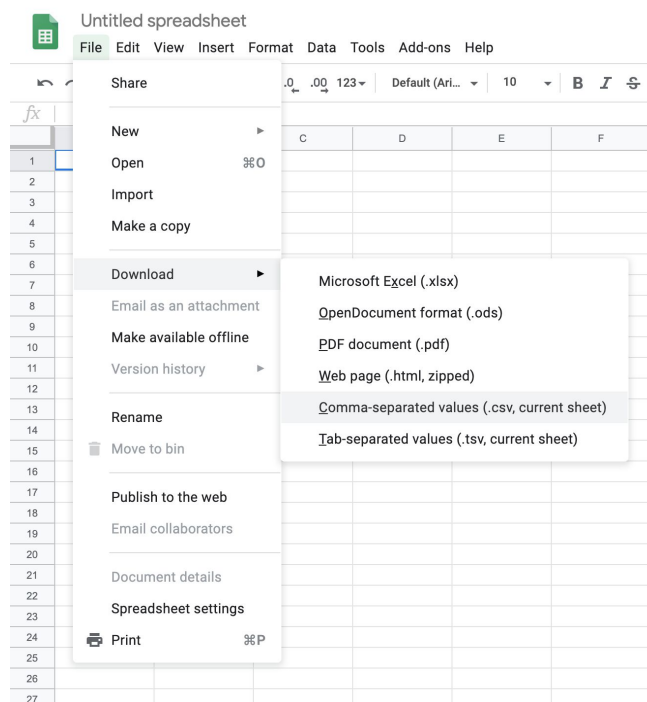 Untitled spreadsheet
File Edit View Insert Format Data Tools Add-ons Help
.0 .00 123 Default (Ari... 10 B I S
fx
C D E F
Share
New
Open ⌘O
Import
Make a copy
Download
Email as an attachment
Make available offline
Version history
Rename
Move to bin
Publish to the web
Email collaborators
Document details
Spreadsheet settings
Print ⌘P
Microsoft Excel (.xlsx)
OpenDocument format (.ods)
PDF document (.pdf)
Web page (.html, zipped)
Comma-separated values (.csv, current sheet)
Tab-separated values (.tsv, current sheet)
1
2
3
4
5
6
7
8
9
10
11
12
13
14
15
16
17
18
19
20
21
22
23
24
25
26
27